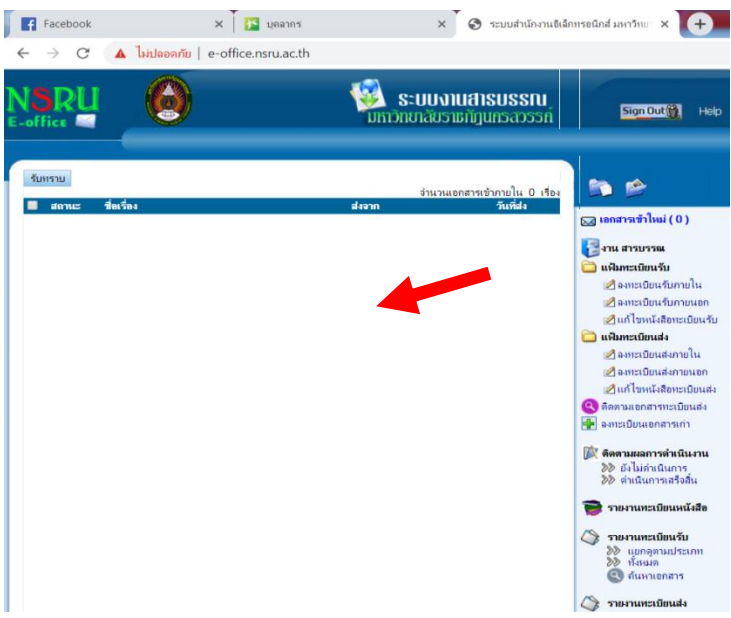 Facebook
บุคลากร
ระบบสำนักงานอิเล็กทรอนิกส์ มหาวิทย
ไม่ปลอดภัย | e-office.nsru.ac.th
NSRU
E-office
ระบบงานสารบรรณ
มหาวิทยาลัยราชภัฏนครสวรรค์
Sign Out
Help
รับทราบ
จำนวนเอกสารเข้าภายใน 0 เรื่อง
สถานะ ชื่อเรื่อง ส่งจาก วันที่ส่ง
เอกสารเข้าใหม่ ( 0 )
งาน สารบรรณ
แฟ้มทะเบียนรับ
ลงทะเบียนรับภายใน
ลงทะเบียนรับภายนอก
แก้ไขหนังสือทะเบียนรับ
แฟ้มทะเบียนส่ง
ลงทะเบียนส่งภายใน
ลงทะเบียนส่งภายนอก
แก้ไขหนังสือทะเบียนส่ง
ติดตามเอกสารทะเบียนส่ง
ลงทะเบียนเอกสารเก่า
ติดตามผลการดำเนินงาน
ยังไม่ดำเนินการ
ดำเนินการเสร็จสิ้น
รายงานทะเบียนหนังสือ
รายงานทะเบียนรับ
แยกดูตามประเภท
ทั้งหมด
ค้นหาเอกสาร
รายงานทะเบียนส่ง